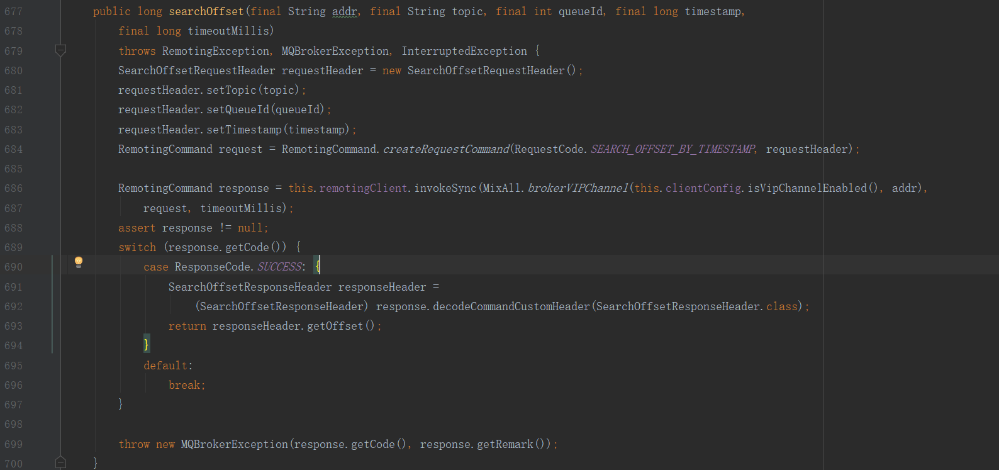 677 public long searchOffset(final String addr, final String topic, final int queueId, final long timestamp,
678 final long timeoutMillis)
679 throws RemotingException, MQBrokerException, InterruptedException {
680 SearchOffsetRequestHeader requestHeader = new SearchOffsetRequestHeader();
681 requestHeader.setTopic(topic);
682 requestHeader.setQueueId(queueId);
683 requestHeader.setTimestamp(timestamp);
684 RemotingCommand request = RemotingCommand.createRequestCommand(RequestCode.SEARCH_OFFSET_BY_TIMESTAMP, requestHeader);
685
686 RemotingCommand response = this.remotingClient.invokeSync(MixAll.brokerVIPChannel(this.clientConfig.isVipChannelEnabled(), addr),
687 request, timeoutMillis);
688 assert response != null;
689 switch (response.getCode()) {
690 case ResponseCode.SUCCESS: {
691 SearchOffsetResponseHeader responseHeader =
692 (SearchOffsetResponseHeader) response.decodeCommandCustomHeader(SearchOffsetResponseHeader.class);
693 return responseHeader.getOffset();
694 }
695 default:
696 break;
697 }
698
699 throw new MQBrokerException(response.getCode(), response.getRemark());
700 }